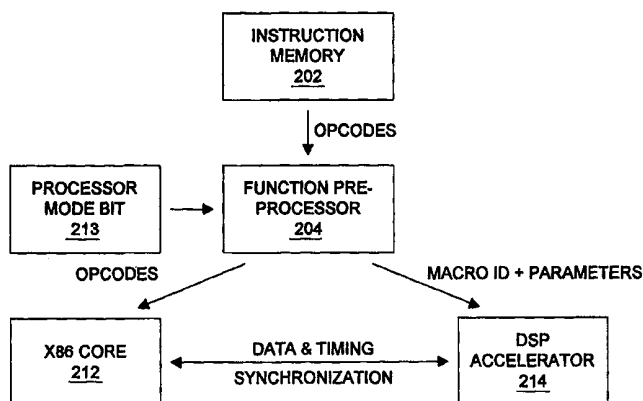 INSTRUCTION
MEMORY
202
OPCODES
PROCESSOR
MODE BIT
213
FUNCTION PRE-
PROCESSOR
204
OPCODES
MACRO ID + PARAMETERS
X86 CORE
212
DATA & TIMING
SYNCHRONIZATION
DSP
ACCELERATOR
214